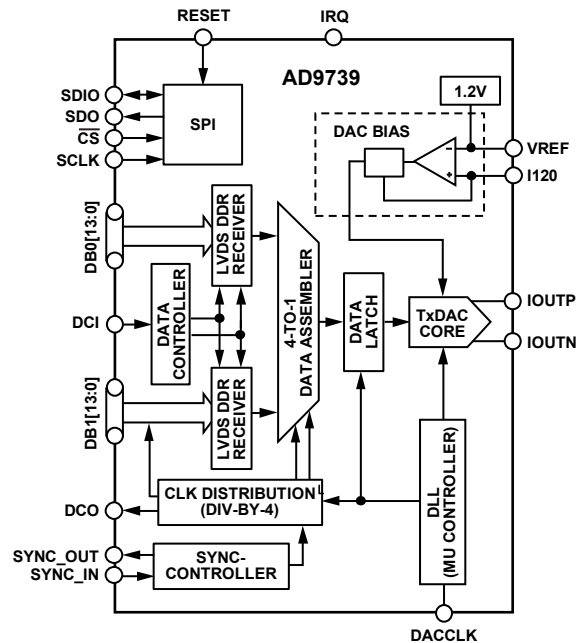 RESET
IRQ
AD9739
1.2V
SDIO
SDO
CS
SCLK
SPI
DAC BIAS
VREF
I120
DB0[13:0]
LVDS DDR
RECEIVER
DCI
DATA
CONTROLLER
4-TO-1
DATA ASSEMBLER
DATA
LATCH
TxDAC
CORE
IOUTP
IOUTN
DB1[13:0]
LVDS DDR
RECEIVER
DCO
CLK DISTRIBUTION
(DIV-BY-4)
DLL
(MU CONTROLLER)
SYNC_OUT
SYNC_IN
SYNC-
CONTROLLER
DACCLK